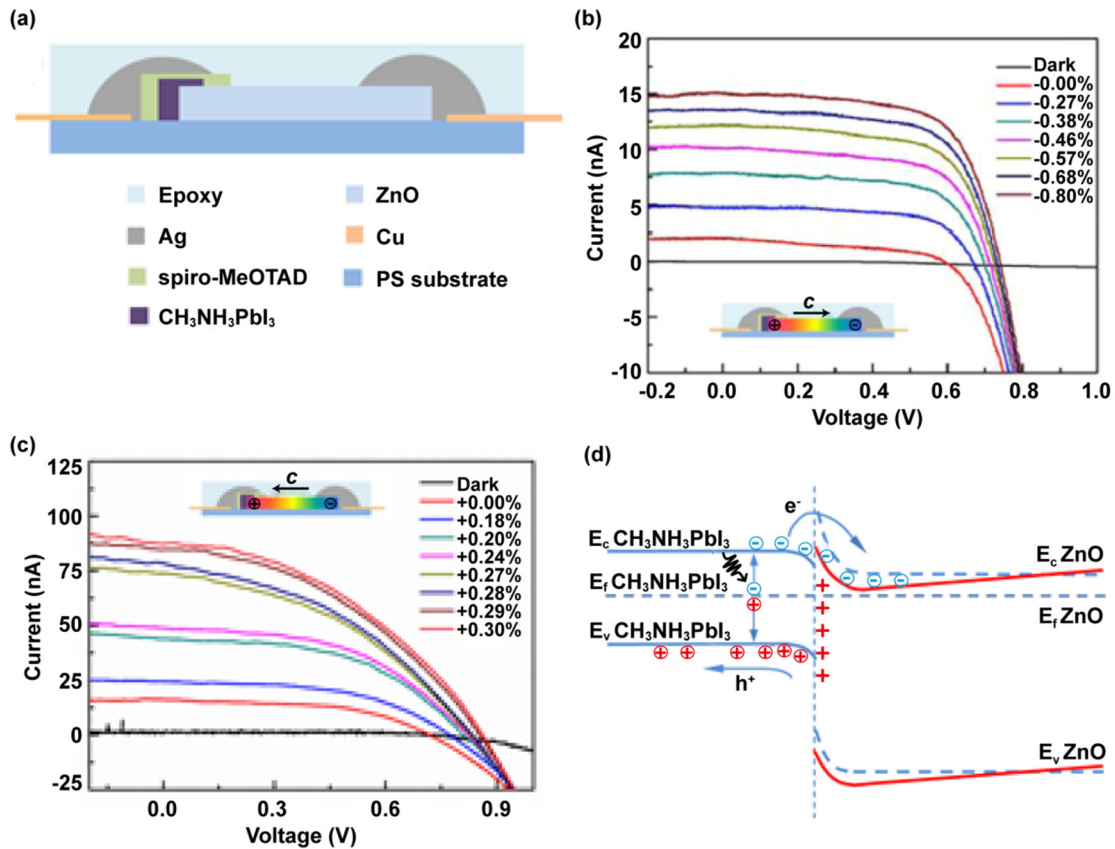 (a)
Epoxy
ZnO
Ag
Cu
spiro-MeOTAD
PS substrate
CH₃NH₃PbI₃
(b)
20
15
10
5
0
-5
-10
-0.2
0.0
0.2
0.4
0.6
0.8
1.0
Current (nA)
Voltage (V)
Dark
-0.00%
-0.27%
-0.38%
-0.46%
-0.57%
-0.68%
-0.80%
c
+
−
(c)
125
100
75
50
25
0
-25
0.0
0.3
0.6
0.9
Current (nA)
Voltage (V)
c
+
−
Dark
+0.00%
+0.18%
+0.20%
+0.24%
+0.27%
+0.28%
+0.29%
+0.30%
(d)
e⁻
E꜀ CH₃NH₃PbI₃
E꜀ ZnO
E_f CH₃NH₃PbI₃
E_f ZnO
Eᵥ CH₃NH₃PbI₃
h⁺
Eᵥ ZnO